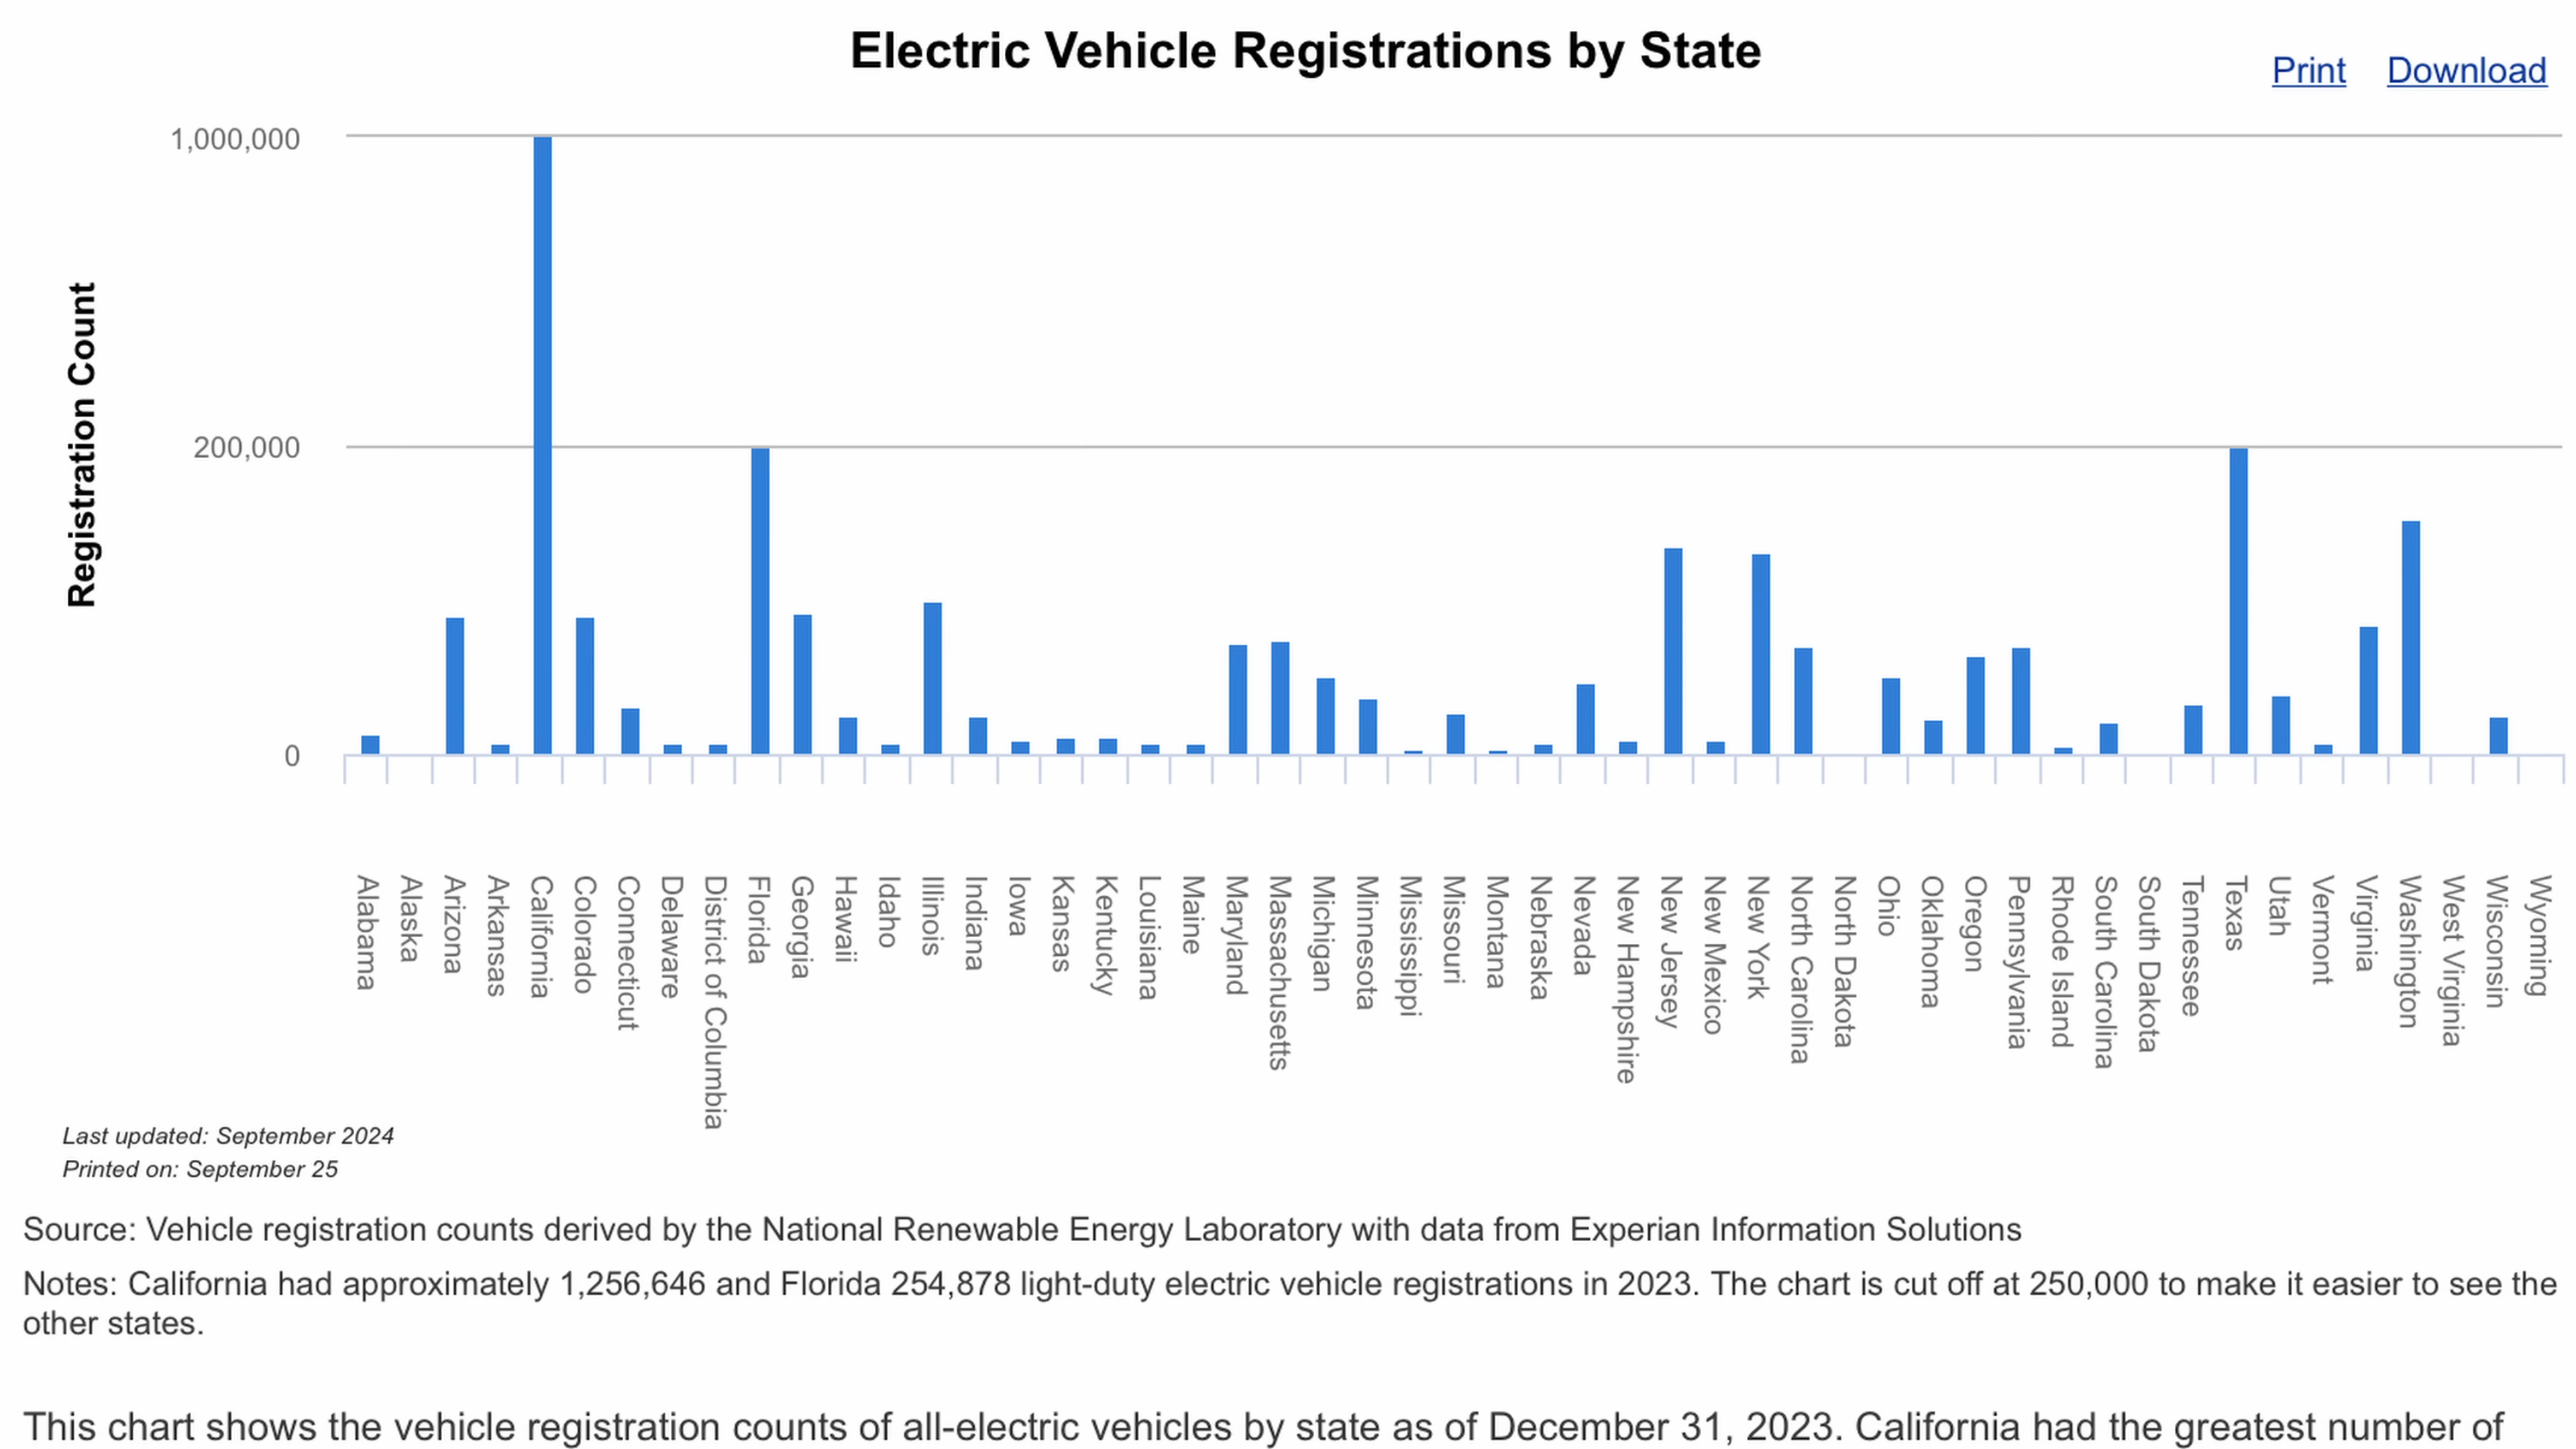 Electric Vehicle Registrations by State
Print Download
1,000,000
200,000
0
Registration Count
Alabama
Alaska
Arizona
Arkansas
California
Colorado
Connecticut
Delaware
District of Columbia
Florida
Georgia
Hawaii
Idaho
Illinois
Indiana
Iowa
Kansas
Kentucky
Louisiana
Maine
Maryland
Massachusetts
Michigan
Minnesota
Mississippi
Missouri
Montana
Nebraska
Nevada
New Hampshire
New Jersey
New Mexico
New York
North Carolina
North Dakota
Ohio
Oklahoma
Oregon
Pennsylvania
Rhode Island
South Carolina
South Dakota
Tennessee
Texas
Utah
Vermont
Virginia
Washington
West Virginia
Wisconsin
Wyoming
Last updated: September 2024
Printed on: September 25
Source: Vehicle registration counts derived by the National Renewable Energy Laboratory with data from Experian Information Solutions
Notes: California had approximately 1,256,646 and Florida 254,878 light-duty electric vehicle registrations in 2023. The chart is cut off at 250,000 to make it easier to see the
other states.
This chart shows the vehicle registration counts of all-electric vehicles by state as of December 31, 2023. California had the greatest number of